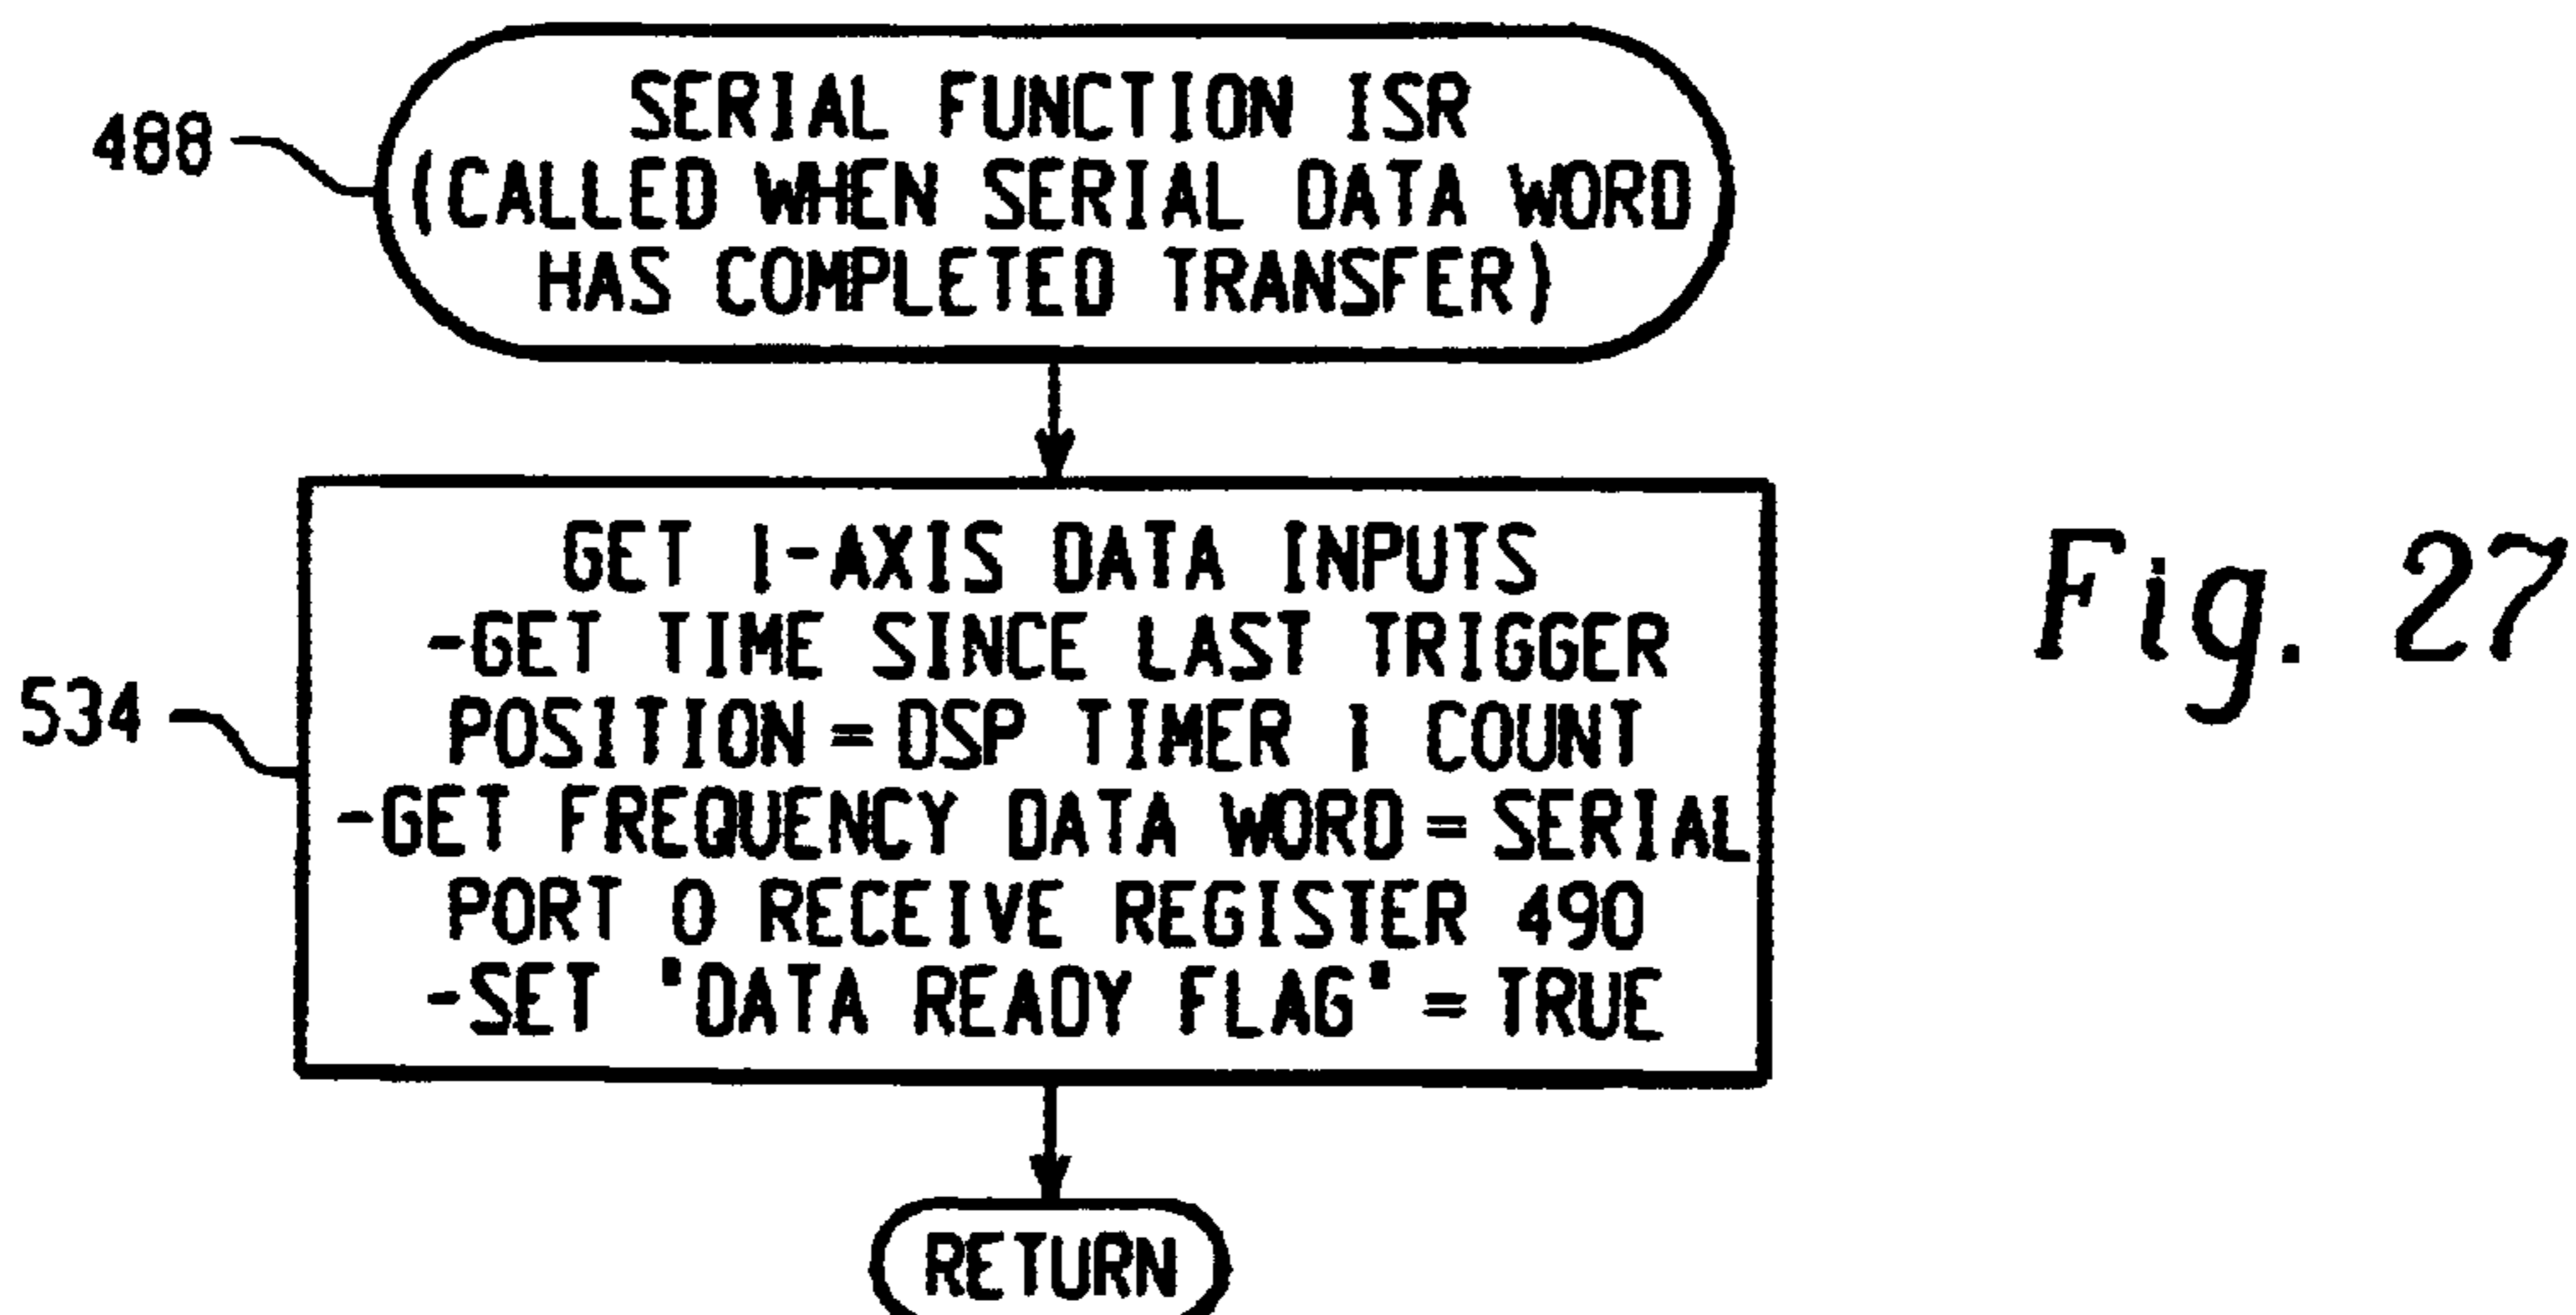 SERIAL FUNCTION ISR
488
(CALLED WHEN SERIAL DATA WORD
HAS COMPLETED TRANSFER)
GET 1-AXIS DATA INPUTS
-GET TIME SINCE LAST TRIGGER
534
POSITION = DSP TIMER 1 COUNT
-GET FREQUENCY DATA WORD = SERIAL
PORT 0 RECEIVE REGISTER 490
-SET "DATA READY FLAG" = TRUE
RETURN
Fig. 27